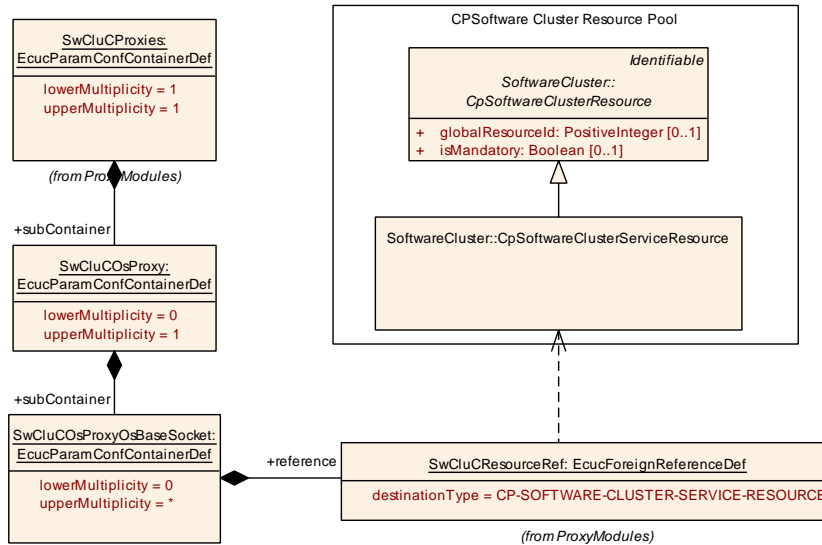 SwCluCProxies:
EcucParamConfContainerDef
lowerMultiplicity = 1
upperMultiplicity = 1
(from ProxyModules)
+subContainer
SwCluCOsProxy:
EcucParamConfContainerDef
lowerMultiplicity = 0
upperMultiplicity = 1
+subContainer
SwCluCOsProxyOsBaseSocket:
EcucParamConfContainerDef
lowerMultiplicity = 0
upperMultiplicity = *
+reference
CPSoftware Cluster Resource Pool
Identifiable
SoftwareCluster::
CpSoftwareClusterResource
+ globalResourceId: PositiveInteger [0..1]
+ isMandatory: Boolean [0..1]
SoftwareCluster::CpSoftwareClusterServiceResource
SwCluCResourceRef: EcucForeignReferenceDef
destinationType = CP-SOFTWARE-CLUSTER-SERVICE-RESOURCE
(from ProxyModules)